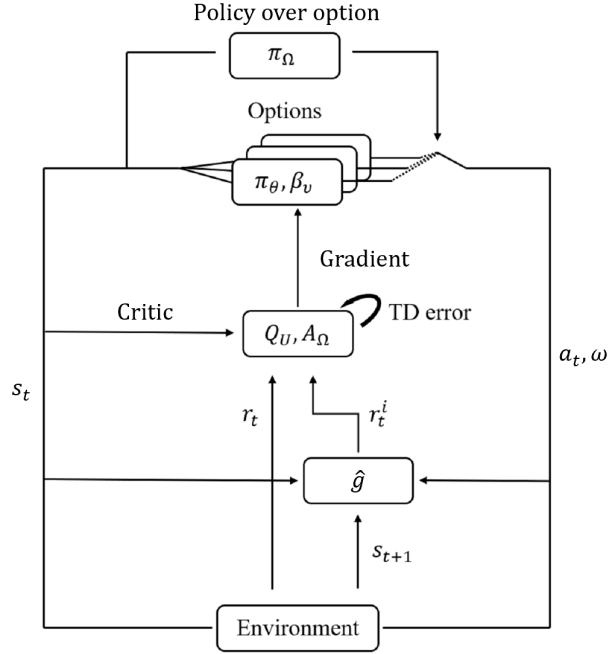 Policy over option
π_Ω
Options
π_θ, β_υ
Gradient
Critic
Q_U, A_Ω
TD error
s_t
a_t, ω
r_t
r_t^i
ĝ
s_{t+1}
Environment